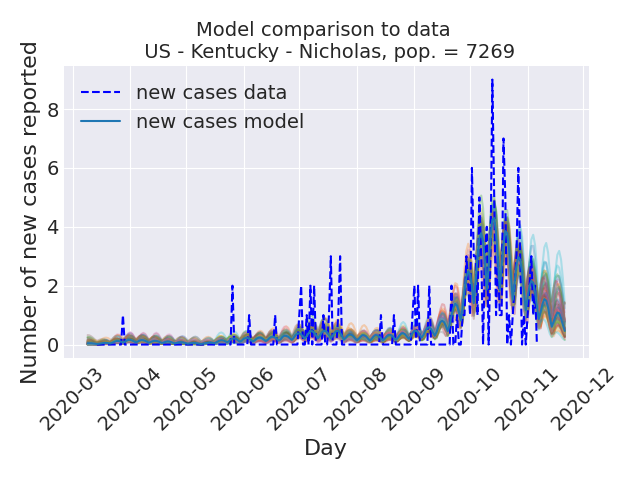 Model comparison to data
US - Kentucky - Nicholas, pop. = 7269
Number of new cases reported
new cases data
new cases model
8
6
4
2
0
2020-03
2020-04
2020-05
2020-06
2020-07
2020-08
2020-09
2020-10
2020-11
2020-12
Day